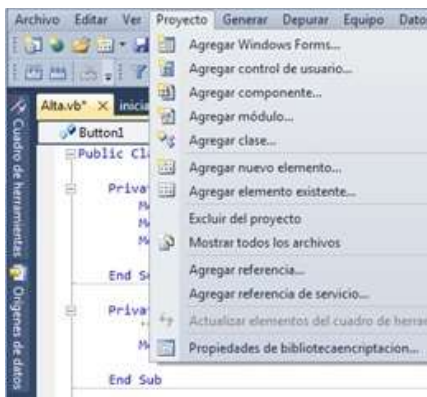 Archivo Editar Ver Proyecto Generar Depurar Equipo Dato
Agregar Windows Forms...
Agregar control de usuario...
Agregar componente...
Agregar módulo...
Agregar clase...
Agregar nuevo elemento...
Agregar elemento existente...
Excluir del proyecto
Mostrar todos los archivos
Agregar referencia...
Agregar referencia de servicio...
Actualizar elementos del cuadro de herrar
Propiedades de bibliotecaencriptacion...
Cuadro de herramientas
Orígenes de datos
Alta.vb* inicia
Button1
Public Cl
Privat
M
M
M
End S
Privat
M
End Sub